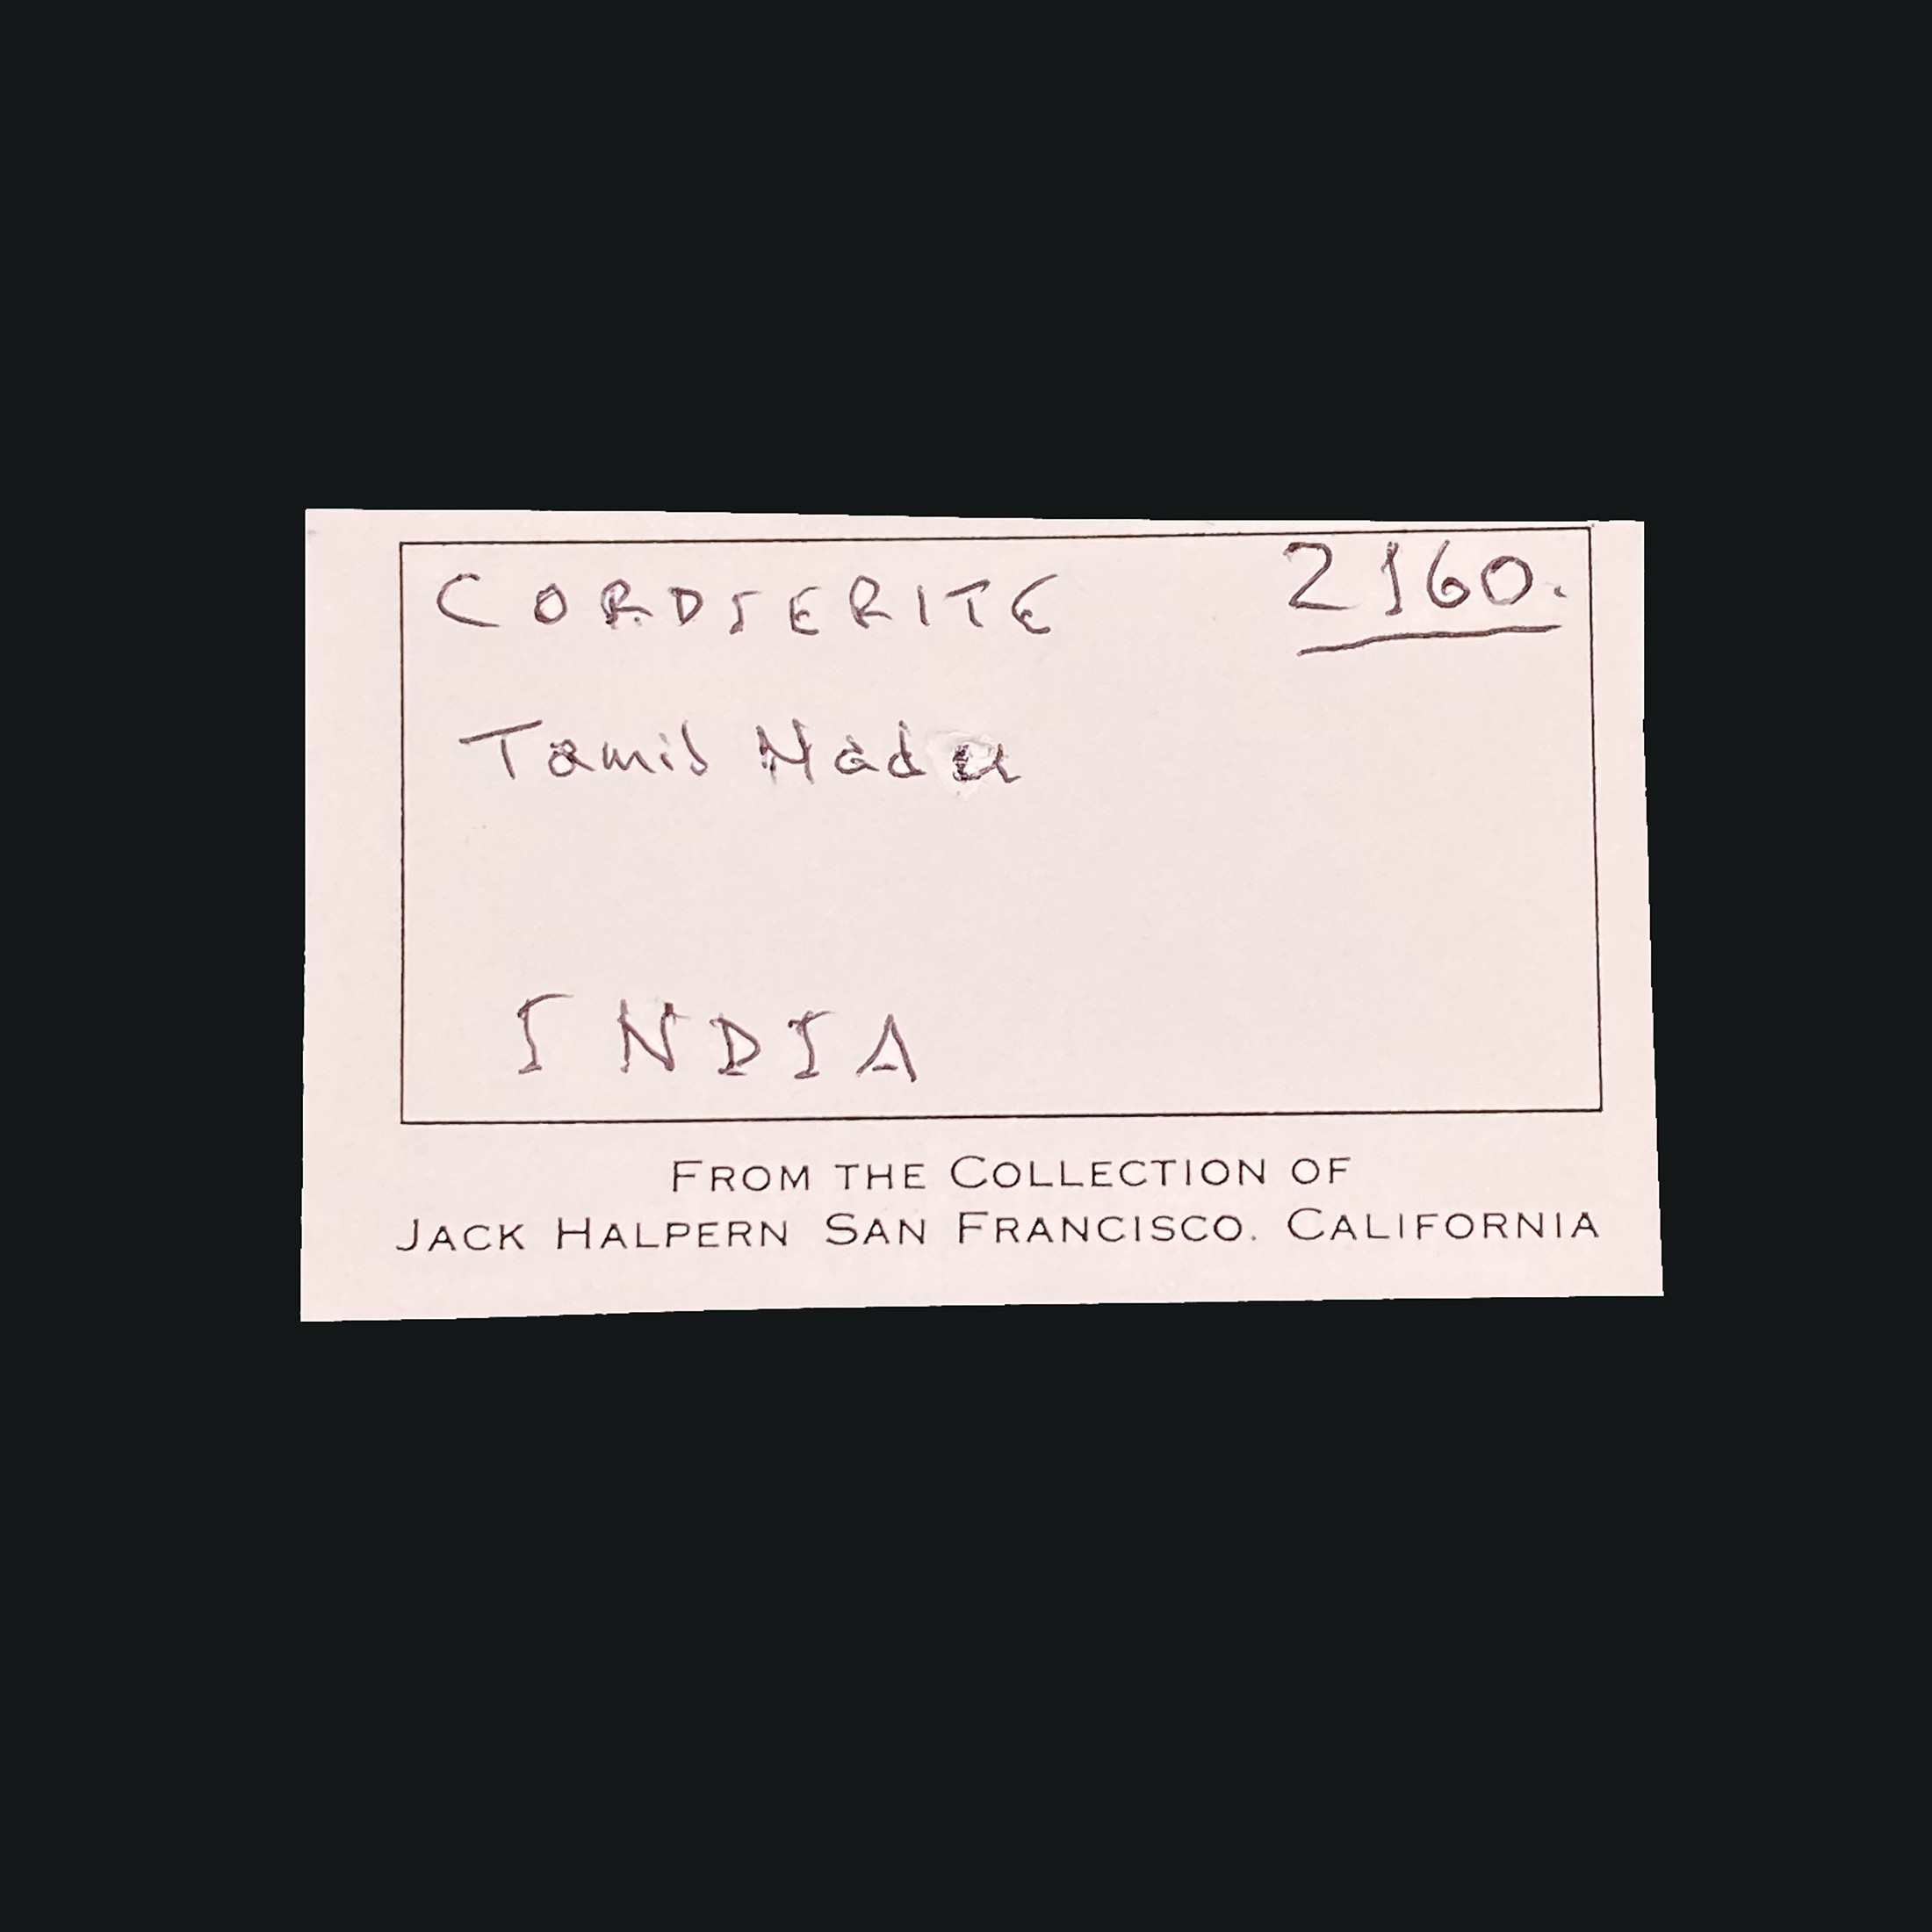 CORDIERITE 2160.
Tamil Nadu
INDIA
FROM THE COLLECTION OF
JACK HALPERN SAN FRANCISCO. CALIFORNIA